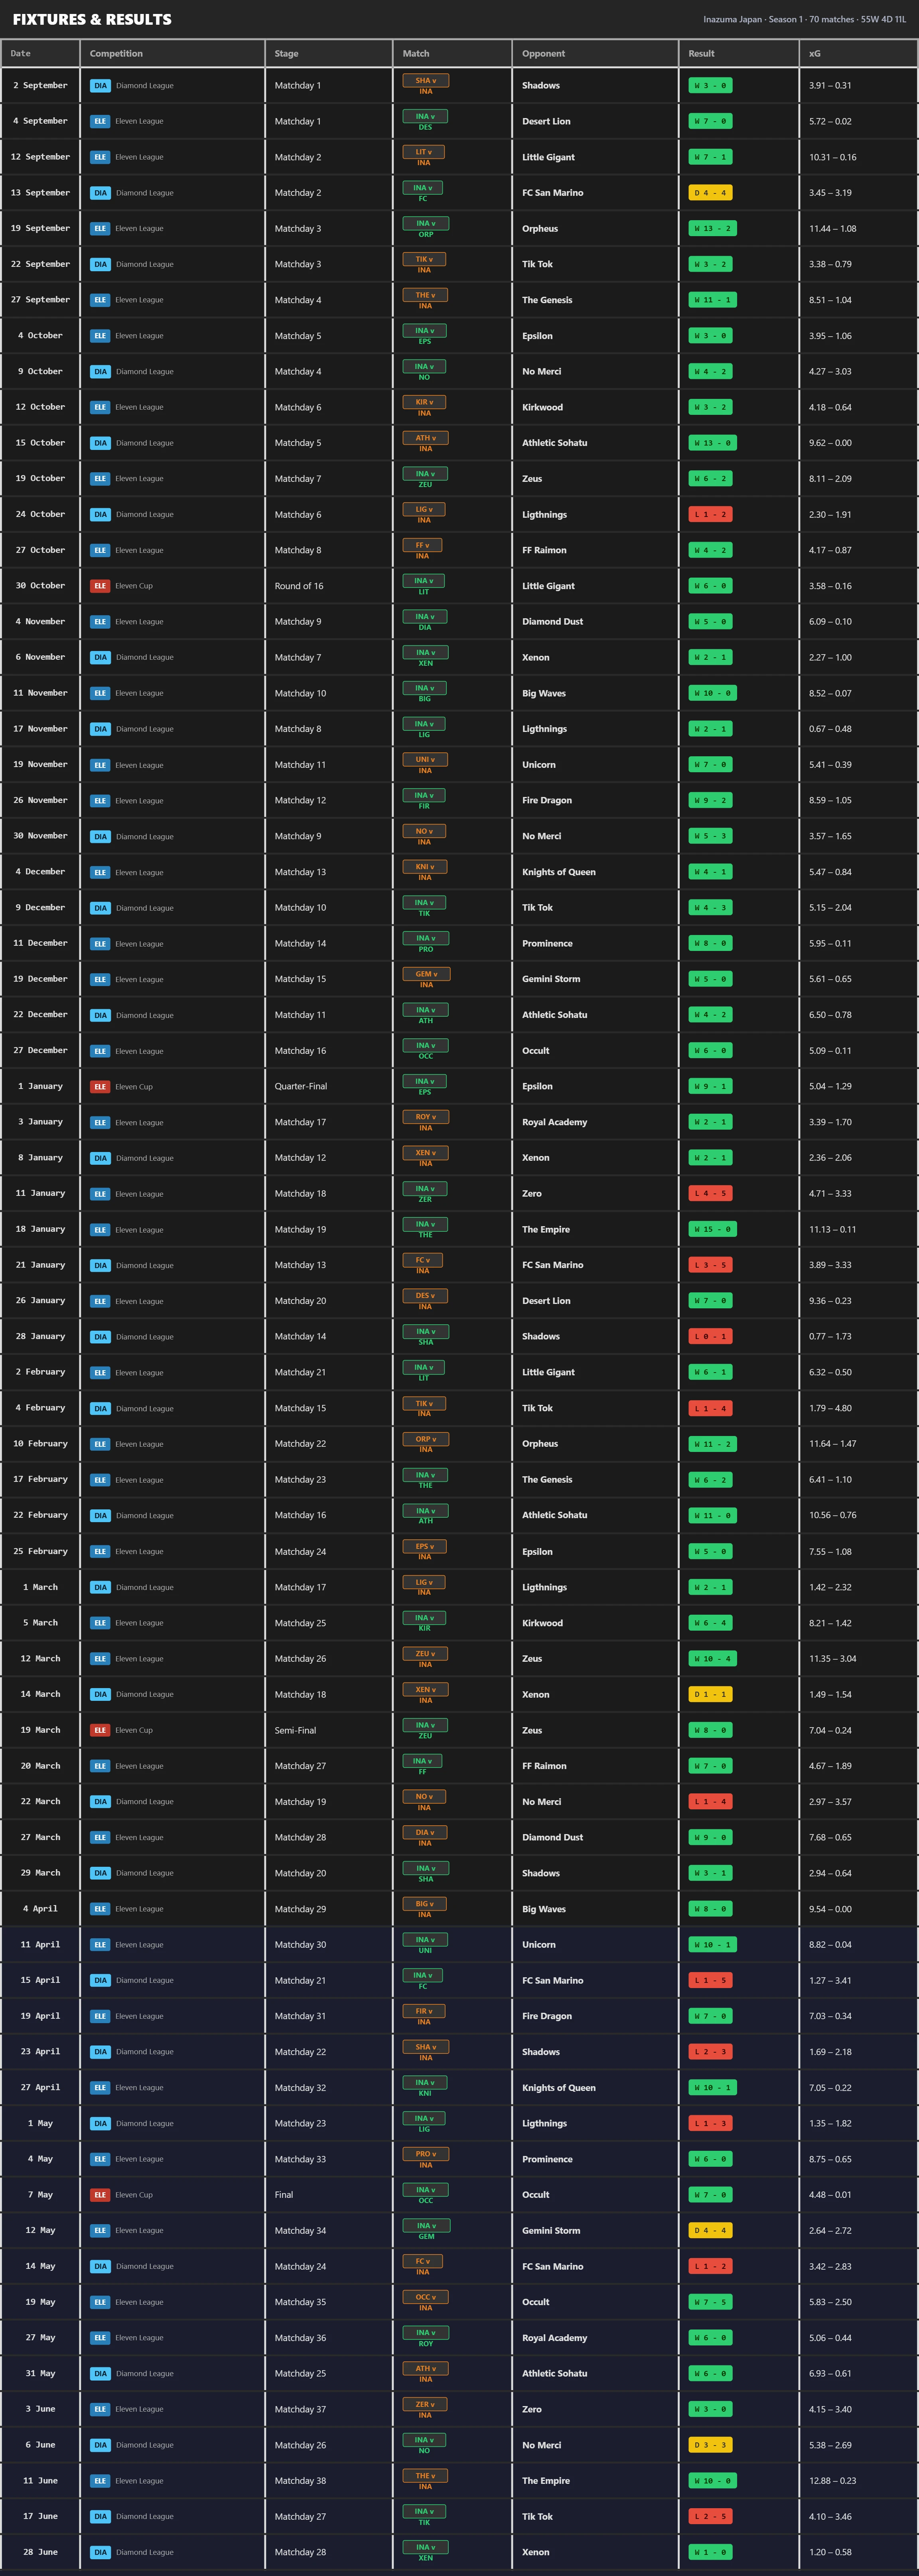 FIXTURES & RESULTS
Inazuma Japan · Season 1 · 70 matches · 55W 4D 11L
Date Competition Stage Match Opponent Result xG
2 September DIA Diamond League Matchday 1 SHA v INA Shadows W 3 - 0 3.91 – 0.31
4 September ELE Eleven League Matchday 1 INA v DES Desert Lion W 7 - 0 5.72 – 0.02
12 September ELE Eleven League Matchday 2 LIT v INA Little Gigant W 7 - 1 10.31 – 0.16
13 September DIA Diamond League Matchday 2 INA v FC FC San Marino D 4 - 4 3.45 – 3.19
19 September ELE Eleven League Matchday 3 INA v ORP Orpheus W 13 - 2 11.44 – 1.08
22 September DIA Diamond League Matchday 3 TIK v INA Tik Tok W 3 - 2 3.38 – 0.79
27 September ELE Eleven League Matchday 4 THE v INA The Genesis W 11 - 1 8.51 – 1.04
4 October ELE Eleven League Matchday 5 INA v EPS Epsilon W 3 - 0 3.95 – 1.06
9 October DIA Diamond League Matchday 4 INA v NO No Merci W 4 - 2 4.27 – 3.03
12 October ELE Eleven League Matchday 6 KIR v INA Kirkwood W 3 - 2 4.18 – 0.64
15 October DIA Diamond League Matchday 5 ATH v INA Athletic Sohatu W 13 - 0 9.62 – 0.00
19 October ELE Eleven League Matchday 7 INA v ZEU Zeus W 6 - 2 8.11 – 2.09
24 October DIA Diamond League Matchday 6 LIG v INA Ligthnings L 1 - 2 2.30 – 1.91
27 October ELE Eleven League Matchday 8 FF v INA FF Raimon W 4 - 2 4.17 – 0.87
30 October ELE Eleven Cup Round of 16 INA v LIT Little Gigant W 6 - 0 3.58 – 0.16
4 November ELE Eleven League Matchday 9 INA v DIA Diamond Dust W 5 - 0 6.09 – 0.10
6 November DIA Diamond League Matchday 7 INA v XEN Xenon W 2 - 1 2.27 – 1.00
11 November ELE Eleven League Matchday 10 INA v BIG Big Waves W 10 - 0 8.52 – 0.07
17 November DIA Diamond League Matchday 8 INA v LIG Ligthnings W 2 - 1 0.67 – 0.48
19 November ELE Eleven League Matchday 11 UNI v INA Unicorn W 7 - 0 5.41 – 0.39
26 November ELE Eleven League Matchday 12 INA v FIR Fire Dragon W 9 - 2 8.59 – 1.05
30 November DIA Diamond League Matchday 9 NO v INA No Merci W 5 - 3 3.57 – 1.65
4 December ELE Eleven League Matchday 13 KNI v INA Knights of Queen W 4 - 1 5.47 – 0.84
9 December DIA Diamond League Matchday 10 INA v TIK Tik Tok W 4 - 3 5.15 – 2.04
11 December ELE Eleven League Matchday 14 INA v PRO Prominence W 8 - 0 5.95 – 0.11
19 December ELE Eleven League Matchday 15 GEM v INA Gemini Storm W 5 - 0 5.61 – 0.65
22 December DIA Diamond League Matchday 11 INA v ATH Athletic Sohatu W 4 - 2 6.50 – 0.78
27 December ELE Eleven League Matchday 16 INA v OCC Occult W 6 - 0 5.09 – 0.11
1 January ELE Eleven Cup Quarter-Final INA v EPS Epsilon W 9 - 1 5.04 – 1.29
3 January ELE Eleven League Matchday 17 ROY v INA Royal Academy W 2 - 1 3.39 – 1.70
8 January DIA Diamond League Matchday 12 XEN v INA Xenon W 2 - 1 2.36 – 2.06
11 January ELE Eleven League Matchday 18 INA v ZER Zero L 4 - 5 4.71 – 3.33
18 January ELE Eleven League Matchday 19 INA v THE The Empire W 15 - 0 11.13 – 0.11
21 January DIA Diamond League Matchday 13 FC v INA FC San Marino L 3 - 5 3.89 – 3.33
26 January ELE Eleven League Matchday 20 DES v INA Desert Lion W 7 - 0 9.36 – 0.23
28 January DIA Diamond League Matchday 14 INA v SHA Shadows L 0 - 1 0.77 – 1.73
2 February ELE Eleven League Matchday 21 INA v LIT Little Gigant W 6 - 1 6.32 – 0.50
4 February DIA Diamond League Matchday 15 TIK v INA Tik Tok L 1 - 4 1.79 – 4.80
10 February ELE Eleven League Matchday 22 ORP v INA Orpheus W 11 - 2 11.64 – 1.47
17 February ELE Eleven League Matchday 23 INA v THE The Genesis W 6 - 2 6.41 – 1.10
22 February DIA Diamond League Matchday 16 INA v ATH Athletic Sohatu W 11 - 0 10.56 – 0.76
25 February ELE Eleven League Matchday 24 EPS v INA Epsilon W 5 - 0 7.55 – 1.08
1 March DIA Diamond League Matchday 17 LIG v INA Ligthnings W 2 - 1 1.42 – 2.32
5 March ELE Eleven League Matchday 25 INA v KIR Kirkwood W 6 - 4 8.21 – 1.42
12 March ELE Eleven League Matchday 26 ZEU v INA Zeus W 10 - 4 11.35 – 3.04
14 March DIA Diamond League Matchday 18 XEN v INA Xenon D 1 - 1 1.49 – 1.54
19 March ELE Eleven Cup Semi-Final INA v ZEU Zeus W 8 - 0 7.04 – 0.24
20 March ELE Eleven League Matchday 27 INA v FF FF Raimon W 7 - 0 4.67 – 1.89
22 March DIA Diamond League Matchday 19 NO v INA No Merci L 1 - 4 2.97 – 3.57
27 March ELE Eleven League Matchday 28 DIA v INA Diamond Dust W 9 - 0 7.68 – 0.65
29 March DIA Diamond League Matchday 20 INA v SHA Shadows W 3 - 1 2.94 – 0.64
4 April ELE Eleven League Matchday 29 BIG v INA Big Waves W 8 - 0 9.54 – 0.00
11 April ELE Eleven League Matchday 30 INA v UNI Unicorn W 10 - 1 8.82 – 0.04
15 April DIA Diamond League Matchday 21 INA v FC FC San Marino L 1 - 5 1.27 – 3.41
19 April ELE Eleven League Matchday 31 FIR v INA Fire Dragon W 7 - 0 7.03 – 0.34
23 April DIA Diamond League Matchday 22 SHA v INA Shadows L 2 - 3 1.69 – 2.18
27 April ELE Eleven League Matchday 32 INA v KNI Knights of Queen W 10 - 1 7.05 – 0.22
1 May DIA Diamond League Matchday 23 INA v LIG Ligthnings L 1 - 3 1.35 – 1.82
4 May ELE Eleven League Matchday 33 PRO v INA Prominence W 6 - 0 8.75 – 0.65
7 May ELE Eleven Cup Final INA v OCC Occult W 7 - 0 4.48 – 0.01
12 May ELE Eleven League Matchday 34 INA v GEM Gemini Storm D 4 - 4 2.64 – 2.72
14 May DIA Diamond League Matchday 24 FC v INA FC San Marino L 1 - 2 3.42 – 2.83
19 May ELE Eleven League Matchday 35 OCC v INA Occult W 7 - 5 5.83 – 2.50
27 May ELE Eleven League Matchday 36 INA v ROY Royal Academy W 6 - 0 5.06 – 0.44
31 May DIA Diamond League Matchday 25 ATH v INA Athletic Sohatu W 6 - 0 6.93 – 0.61
3 June ELE Eleven League Matchday 37 ZER v INA Zero W 3 - 0 4.15 – 3.40
6 June DIA Diamond League Matchday 26 INA v NO No Merci D 3 - 3 5.38 – 2.69
11 June ELE Eleven League Matchday 38 THE v INA The Empire W 10 - 0 12.88 – 0.23
17 June DIA Diamond League Matchday 27 INA v TIK Tik Tok L 2 - 5 4.10 – 3.46
28 June DIA Diamond League Matchday 28 INA v XEN Xenon W 1 - 0 1.20 – 0.58